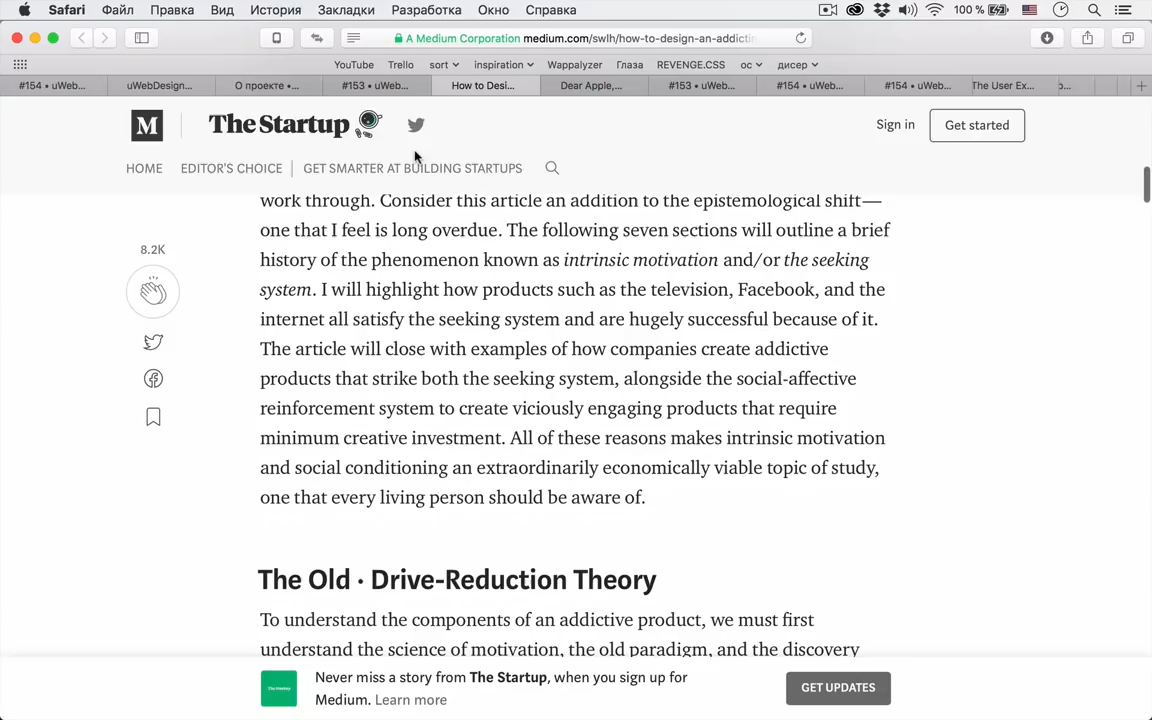 Safari Файл Правка Вид История Закладки Разработка Окно Справка 100 %
A Medium Corporation medium.com/swlh/how-to-design-an-addictin
YouTube Trello sort inspiration Wappalyzer Глаза REVENGE.CSS ос дисер
#154 • uWeb... uWebDesign... О проекте •... #153 • uWeb... How to Desi... Dear Apple,... #153 • uWeb... #154 • uWeb... #154 • uWeb... The User Ex...
M The Startup Sign in Get started
HOME EDITOR'S CHOICE GET SMARTER AT BUILDING STARTUPS
work through. Consider this article an addition to the epistemological shift—
one that I feel is long overdue. The following seven sections will outline a brief
8.2K
history of the phenomenon known as intrinsic motivation and/or the seeking
system. I will highlight how products such as the television, Facebook, and the
internet all satisfy the seeking system and are hugely successful because of it.
The article will close with examples of how companies create addictive
products that strike both the seeking system, alongside the social-affective
reinforcement system to create viciously engaging products that require
minimum creative investment. All of these reasons makes intrinsic motivation
and social conditioning an extraordinarily economically viable topic of study,
one that every living person should be aware of.
The Old · Drive-Reduction Theory
To understand the components of an addictive product, we must first
understand the science of motivation, the old paradigm, and the discovery
Never miss a story from The Startup, when you sign up for
Medium. Learn more
GET UPDATES